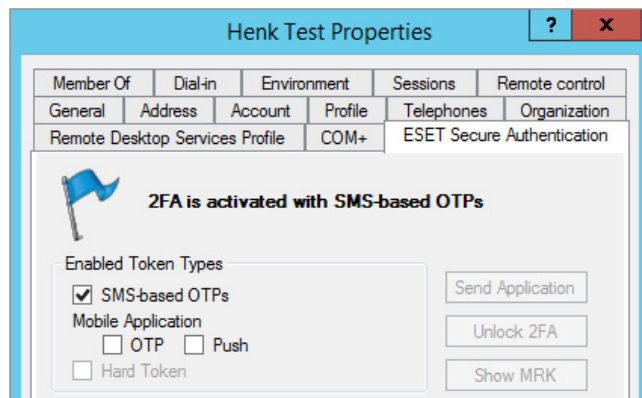 Henk Test Properties ? x
Member Of Dial-in Environment Sessions Remote control
General Address Account Profile Telephones Organization
Remote Desktop Services Profile COM+ ESET Secure Authentication
2FA is activated with SMS-based OTPs
Enabled Token Types
SMS-based OTPs
Mobile Application
OTP Push
Hard Token
Send Application
Unlock 2FA
Show MRK